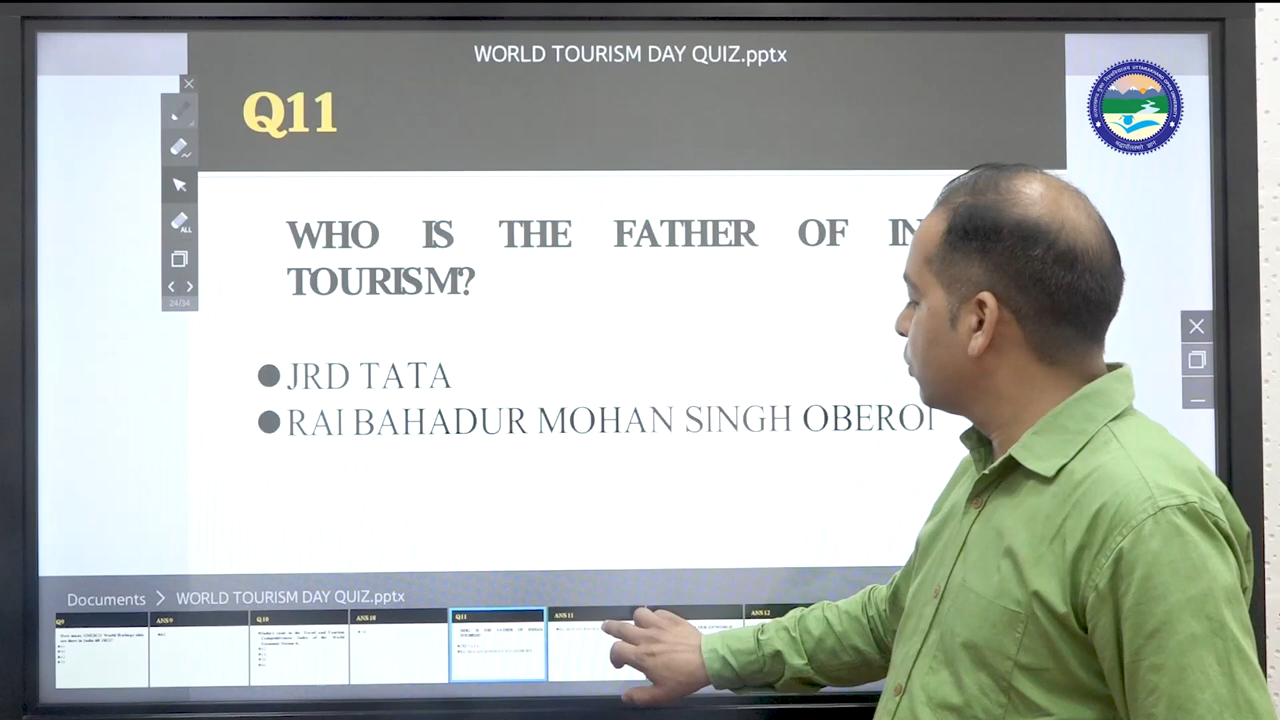 WORLD TOURISM DAY QUIZ.pptx
Q11
WHO IS THE FATHER OF IN
TOURISM?
JRD TATA
RAI BAHADUR MOHAN SINGH OBEROI
ALL
24/34
Documents > WORLD TOURISM DAY QUIZ.pptx
Q9
ANS 9
Q10
ANS 10
Q11
ANS 11
ANS 12